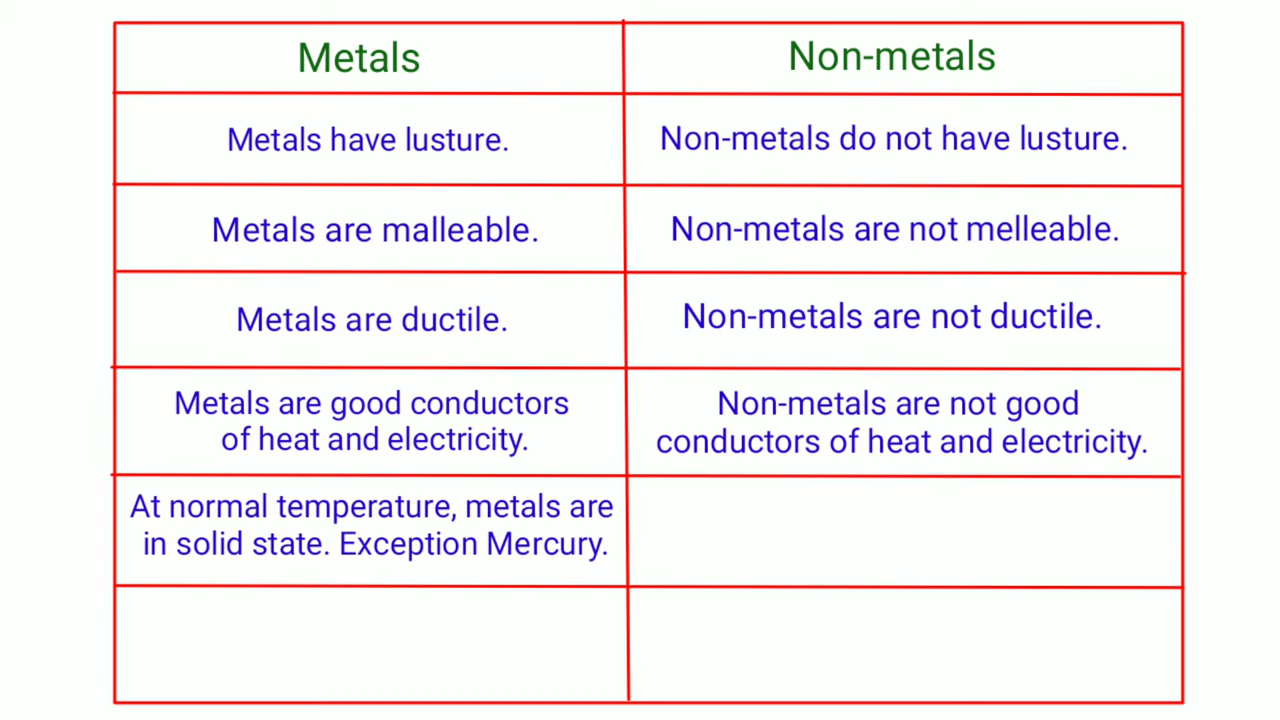 Metals
Non-metals
Metals have lusture.
Non-metals do not have lusture.
Metals are malleable.
Non-metals are not melleable.
Metals are ductile.
Non-metals are not ductile.
Metals are good conductors
of heat and electricity.
Non-metals are not good
conductors of heat and electricity.
At normal temperature, metals are
in solid state. Exception Mercury.